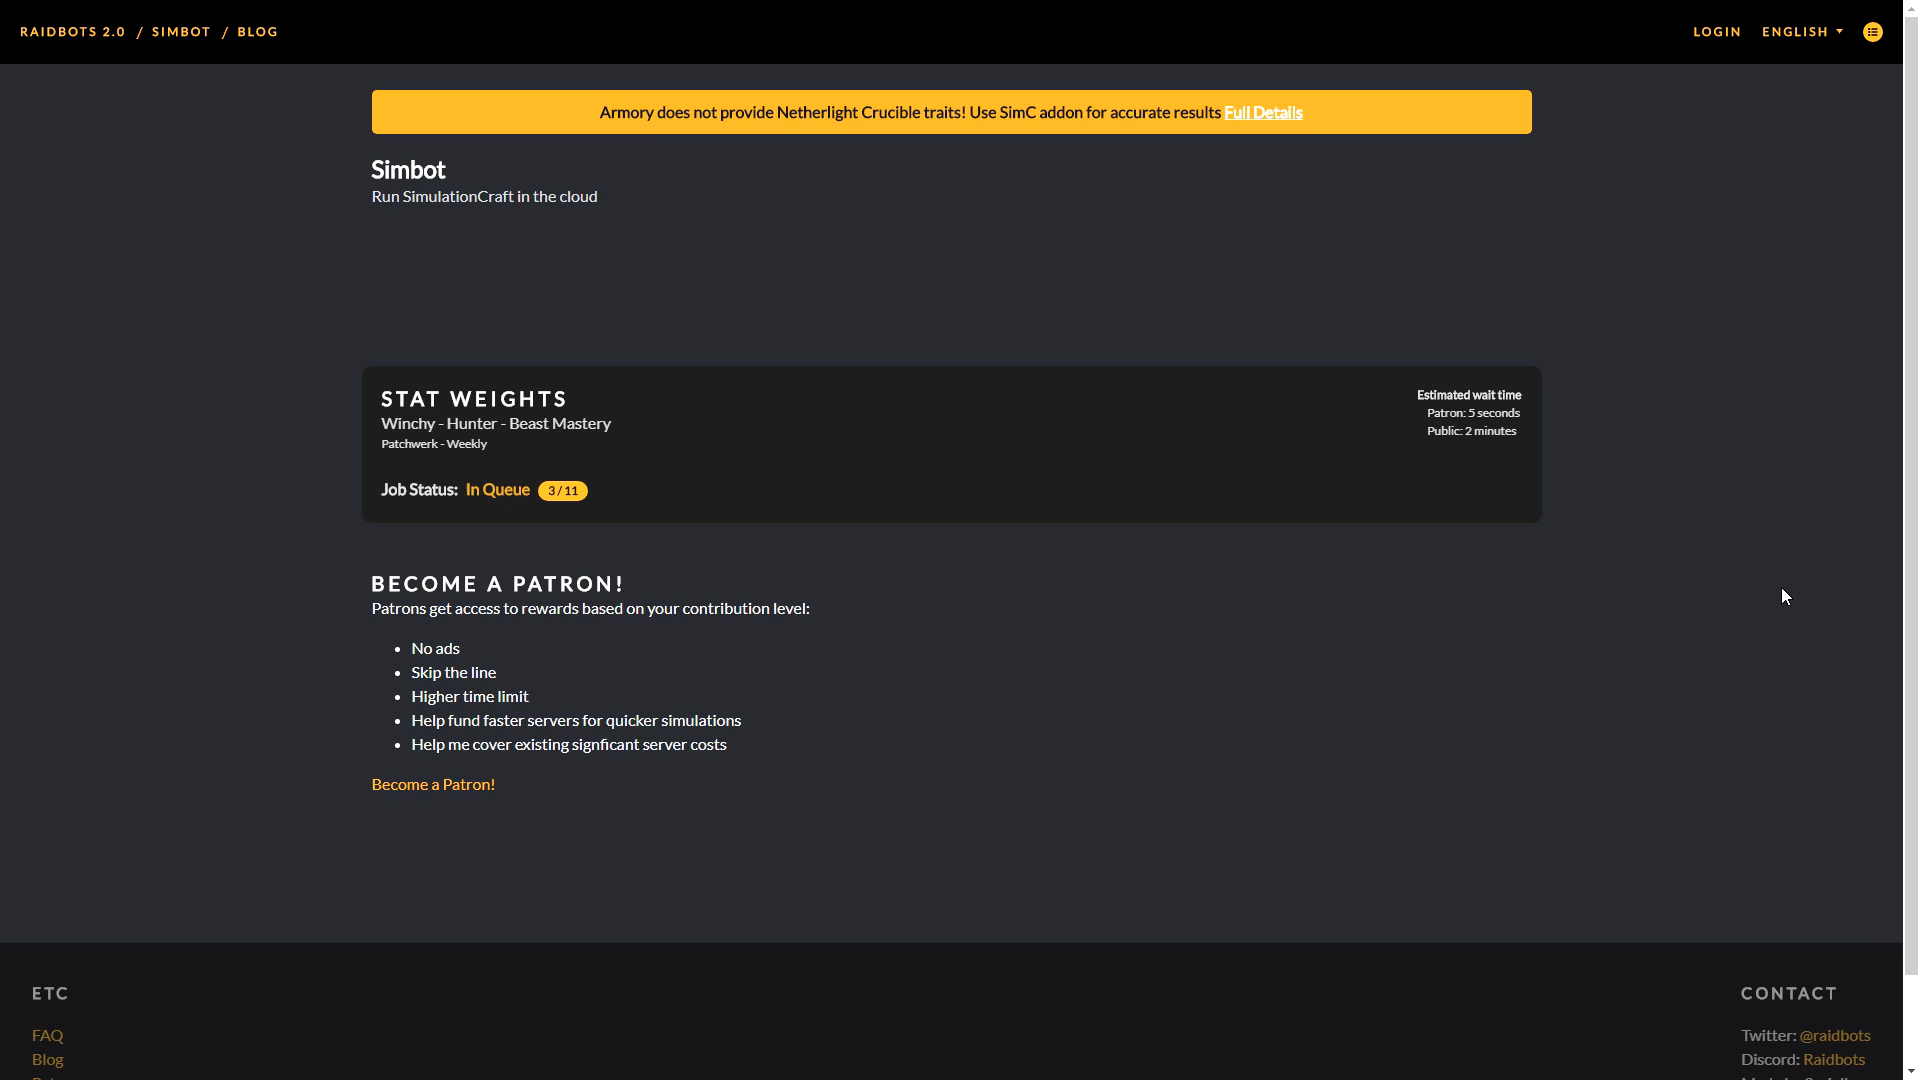 RAIDBOTS 2.0 / SIMBOT / BLOG
LOGIN ENGLISH
Armory does not provide Netherlight Crucible traits! Use SimC addon for accurate results Full Details
Simbot
Run SimulationCraft in the cloud
STAT WEIGHTS
Winchy - Hunter - Beast Mastery
Patchwerk - Weekly
Estimated wait time
Patron: 5 seconds
Public: 2 minutes
Job Status: In Queue 3 / 11
BECOME A PATRON!
Patrons get access to rewards based on your contribution level:
• No ads
• Skip the line
• Higher time limit
• Help fund faster servers for quicker simulations
• Help me cover existing signficant server costs
Become a Patron!
ETC
FAQ
Blog
CONTACT
Twitter: @raidbots
Discord: Raidbots